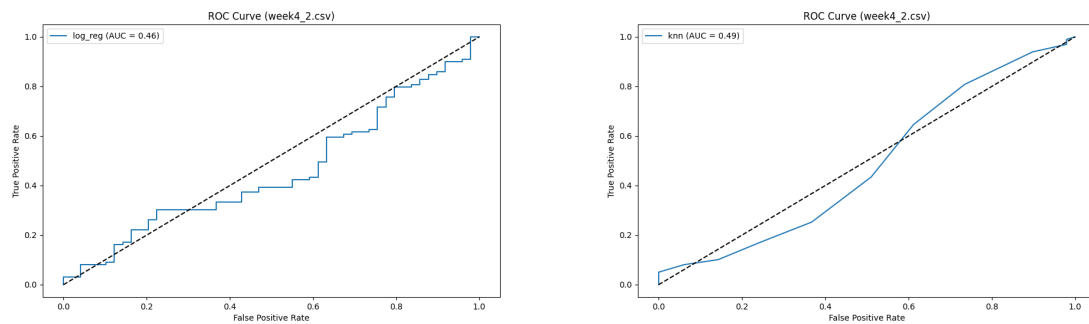 ROC Curve (week4_2.csv)
log_reg (AUC = 0.46)
1.0
0.8
0.6
0.4
0.2
0.0
True Positive Rate
0.0 0.2 0.4 0.6 0.8 1.0
False Positive Rate
ROC Curve (week4_2.csv)
knn (AUC = 0.49)
1.0
0.8
0.6
0.4
0.2
0.0
True Positive Rate
0.0 0.2 0.4 0.6 0.8 1.0
False Positive Rate